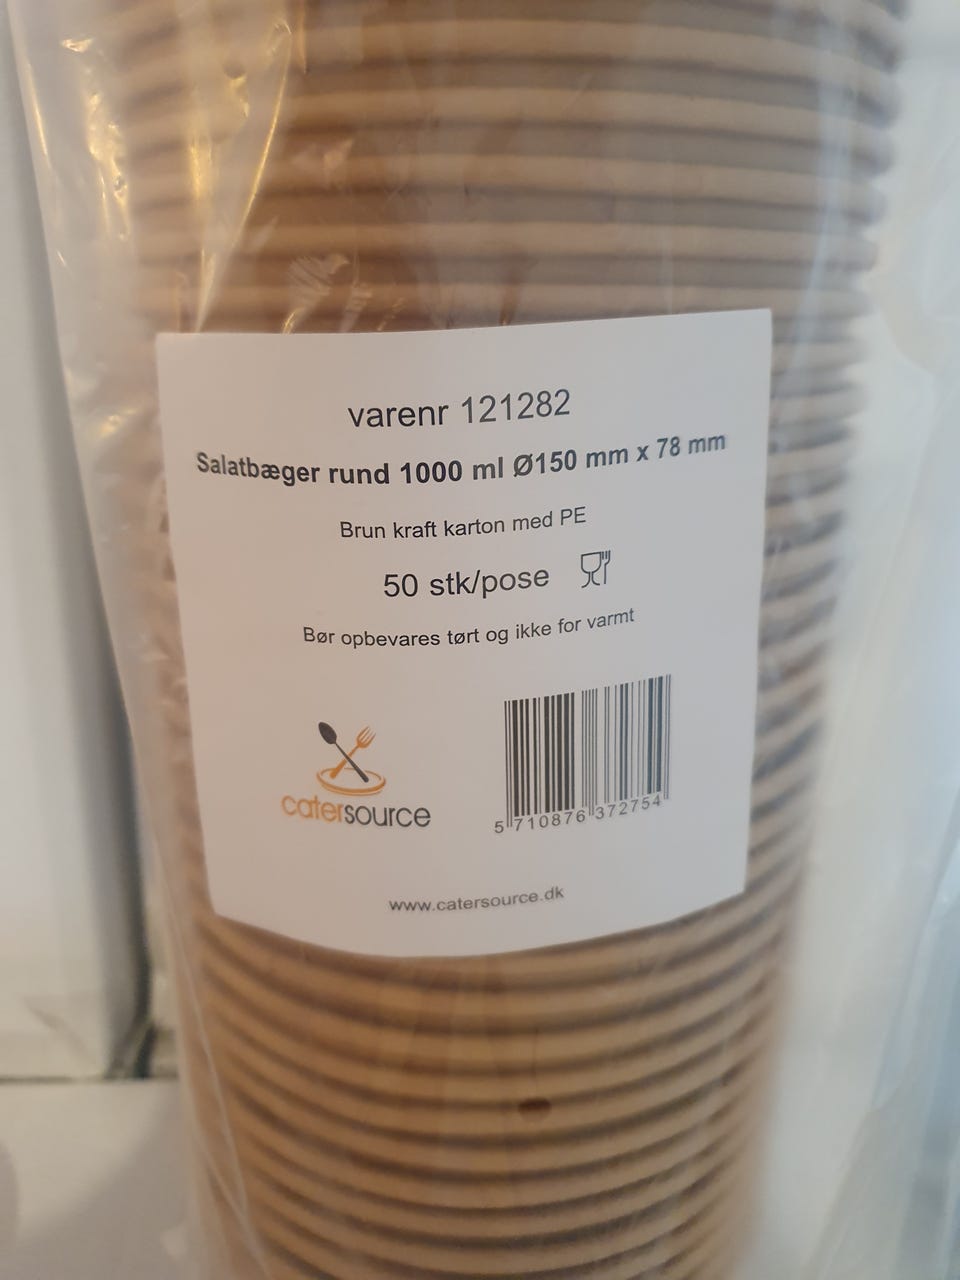 varenr 121282
Salatbæger rund 1000 ml Ø150 mm x 78 mm
Brun kraft karton med PE
50 stk/pose
Bør opbevares tørt og ikke for varmt
catersource
5 710876 372754
www.catersource.dk